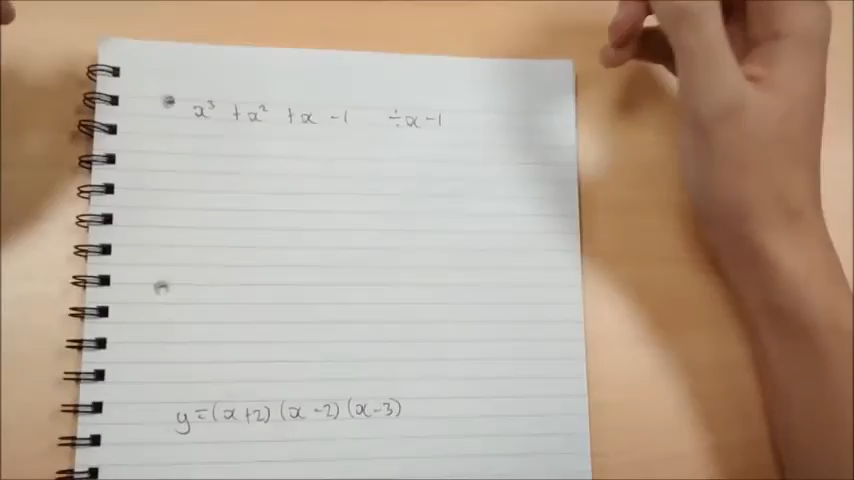 x³ + x² + x - 1 ÷ x - 1
y = (x+2) (x-2) (x-3)